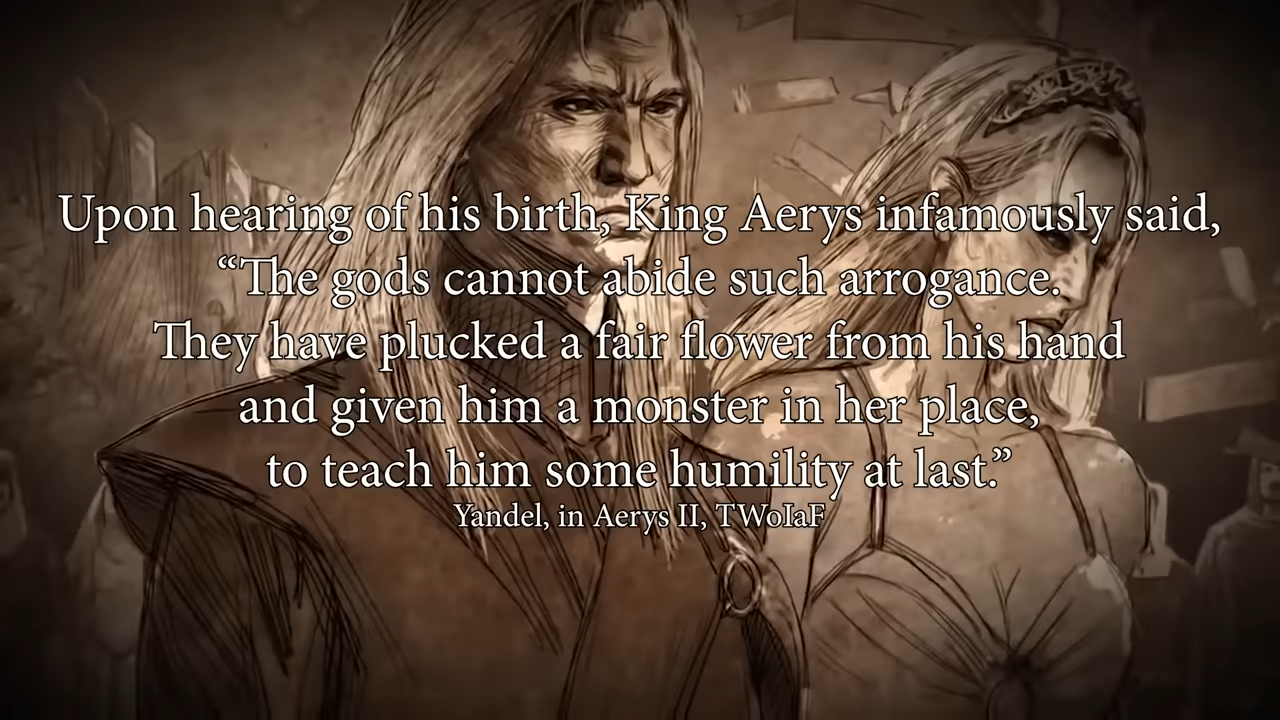 Upon hearing of his birth, King Aerys infamously said,
“The gods cannot abide such arrogance.
They have plucked a fair flower from his hand
and given him a monster in her place,
to teach him some humility at last.”
Yandel, in Aerys II, TWoIaF